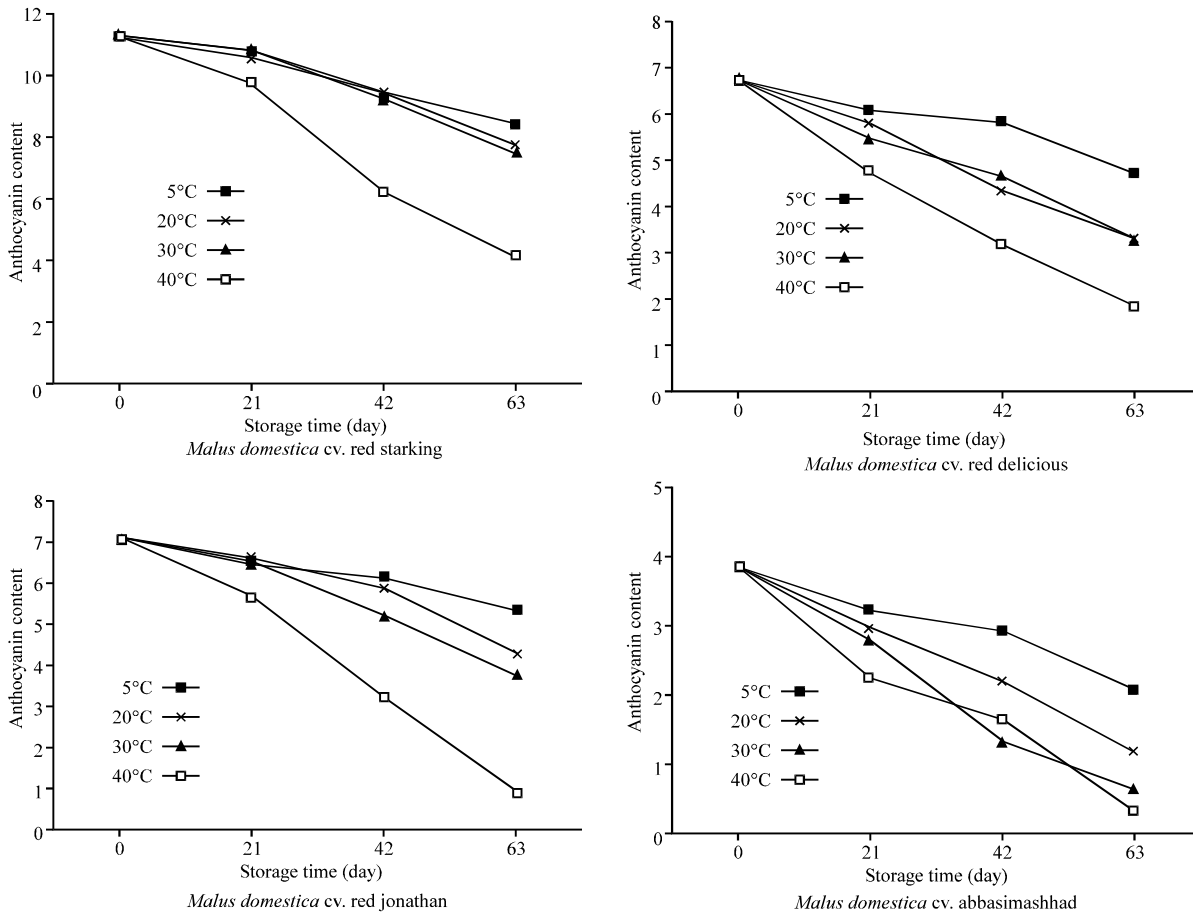 12
10
8
6
4
2
0
Anthocyanin content
5°C
20°C
30°C
40°C
0 21 42 63
Storage time (day)
Malus domestica cv. red starking
8
7
6
5
4
3
2
1
0
Anthocyanin content
5°C
20°C
30°C
40°C
0 21 42 63
Storage time (day)
Malus domestica cv. red delicious
8
7
6
5
4
3
2
1
0
Anthocyanin content
5°C
20°C
30°C
40°C
0 21 42 63
Storage time (day)
Malus domestica cv. red jonathan
5
4
3
2
1
0
Anthocyanin content
5°C
20°C
30°C
40°C
0 21 42 63
Storage time (day)
Malus domestica cv. abbasimashhad